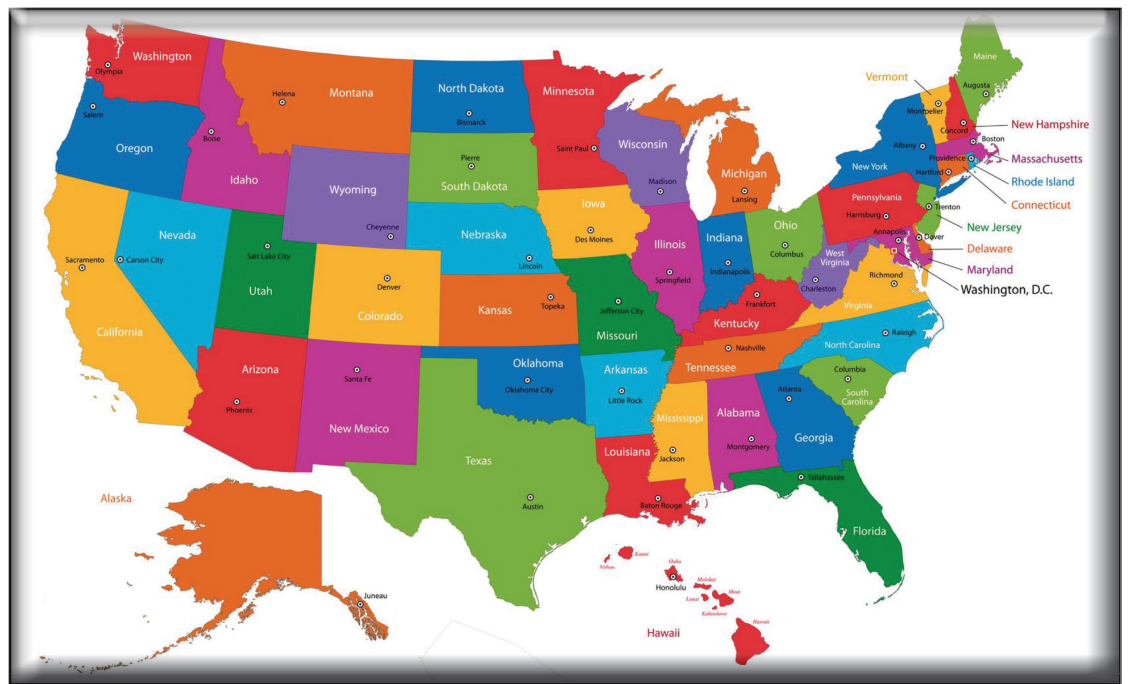 Washington
Olympia
Oregon
Salem
California
Sacramento
Nevada
Carson City
Idaho
Boise
Montana
Helena
Wyoming
Cheyenne
Utah
Salt Lake City
Arizona
Phoenix
Colorado
Denver
New Mexico
Santa Fe
North Dakota
Bismarck
Pierre
South Dakota
Nebraska
Lincoln
Kansas
Topeka
Oklahoma
Oklahoma City
Texas
Austin
Minnesota
Saint Paul
Iowa
Des Moines
Jefferson City
Missouri
Arkansas
Little Rock
Louisiana
Baton Rouge
Wisconsin
Madison
Illinois
Springfield
Michigan
Lansing
Indiana
Indianapolis
Ohio
Columbus
Kentucky
Frankfort
Tennessee
Nashville
Mississippi
Jackson
Alabama
Montgomery
Georgia
Atlanta
Florida
Tallahassee
South
Carolina
Columbia
North Carolina
Raleigh
Virginia
Richmond
West
Virginia
Charleston
Pennsylvania
Harrisburg
New York
Albany
Vermont
Montpelier
Maine
Augusta
New Hampshire
Concord
Boston
Massachusetts
Providence
Rhode Island
Hartford
Connecticut
Trenton
New Jersey
Dover
Delaware
Annapolis
Maryland
Washington, D.C.
Alaska
Juneau
Hawaii
Honolulu
Niihau
Kauai
Oahu
Molokai
Lanai
Maui
Kahoolawe
Hawaii